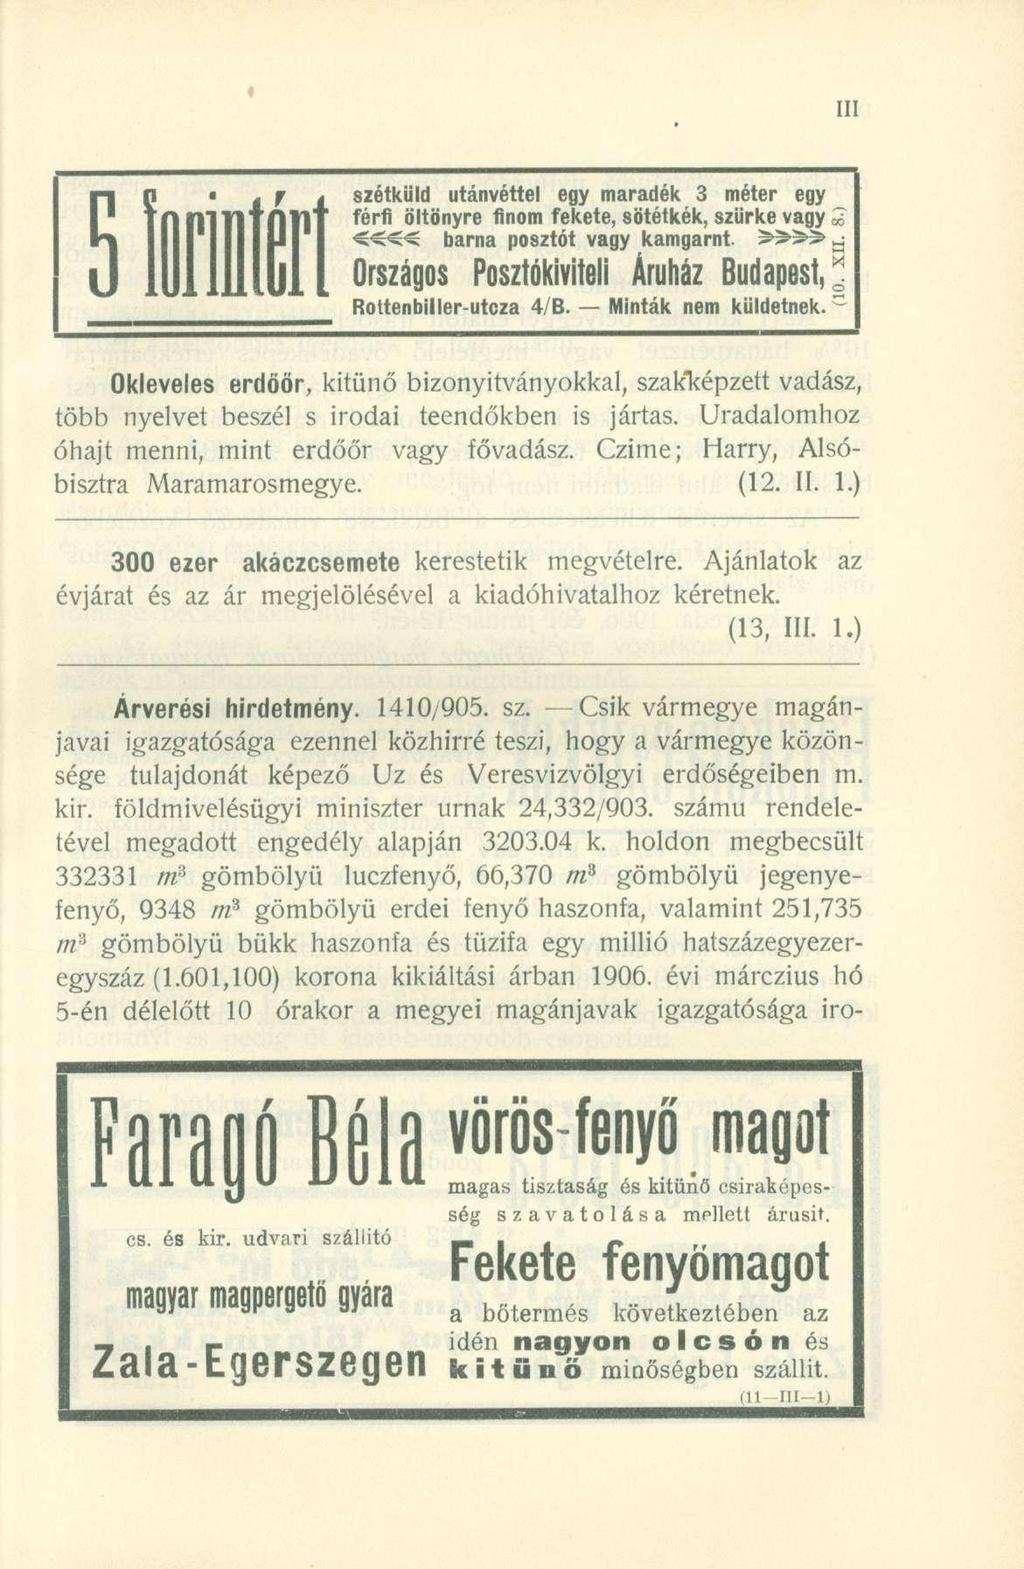 III
5 forintért
szétküld utánvéttel egy maradék 3 méter egy
férfi öltönyre finom fekete, sötétkék, szürke vagy
<<<< barna posztót vagy kamgarnt. >>>>
Országos Posztókiviteli Áruház Budapest,
Rottenbiller-utcza 4/B. — Minták nem küldetnek.
(10. XII. 8.)
Okleveles erdőőr, kitünő bizonyitványokkal, szakképzett vadász,
több nyelvet beszél s irodai teendőkben is jártas. Uradalomhoz
óhajt menni, mint erdőőr vagy fővadász. Czime; Harry, Alsó-
bisztra Maramarosmegye. (12. II. 1.)
300 ezer akáczcsemete kerestetik megvételre. Ajánlatok az
évjárat és az ár megjelölésével a kiadóhivatalhoz kéretnek.
(13, III. 1.)
Árverési hirdetmény. 1410/905. sz. — Csik vármegye magán-
javai igazgatósága ezennel közhirré teszi, hogy a vármegye közön-
sége tulajdonát képező Uz és Veresvizvölgyi erdőségeiben m.
kir. földmivelésügyi miniszter urnak 24,332/903. számu rendele-
tével megadott engedély alapján 3203.04 k. holdon megbecsült
332331 m³ gömbölyü luczfenyő, 66,370 m³ gömbölyü jegenye-
fenyő, 9348 m³ gömbölyü erdei fenyő haszonfa, valamint 251,735
m³ gömbölyü bükk haszonfa és tüzifa egy millió hatszázegyezer-
egyszáz (1.601,100) korona kikiáltási árban 1906. évi márczius hó
5-én délelőtt 10 órakor a megyei magánjavak igazgatósága iro-
Faragó Béla
cs. és kir. udvari szállitó
magyar magpergető gyára
Zala-Egerszegen
vörös-fenyő magot
magas tisztaság és kitünő csiraképes-
ség szavatolása mellett árusit.
Fekete fenyőmagot
a bőtermés következtében az
idén nagyon olcsón és
kitünő minőségben szállit.
(11—III—1)